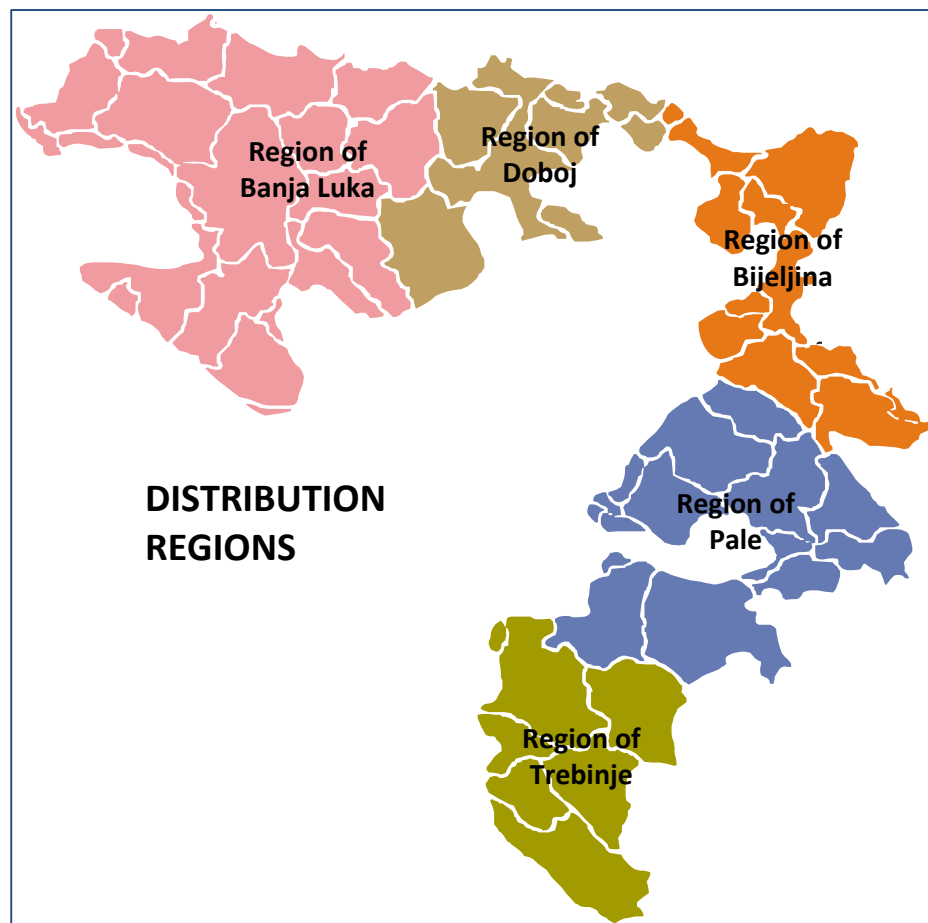 Region of
Banja Luka
Region of
Doboj
Region of
Bijeljina
DISTRIBUTION
REGIONS
Region of
Pale
Region of
Trebinje